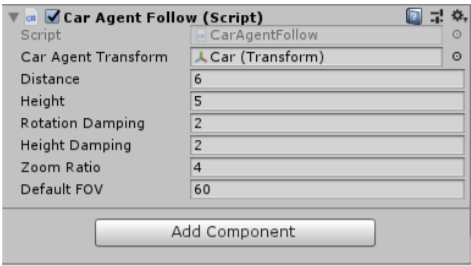 Car Agent Follow (Script)
Script CarAgentFollow
Car Agent Transform Car (Transform)
Distance 6
Height 5
Rotation Damping 2
Height Damping 2
Zoom Ratio 4
Default FOV 60
Add Component